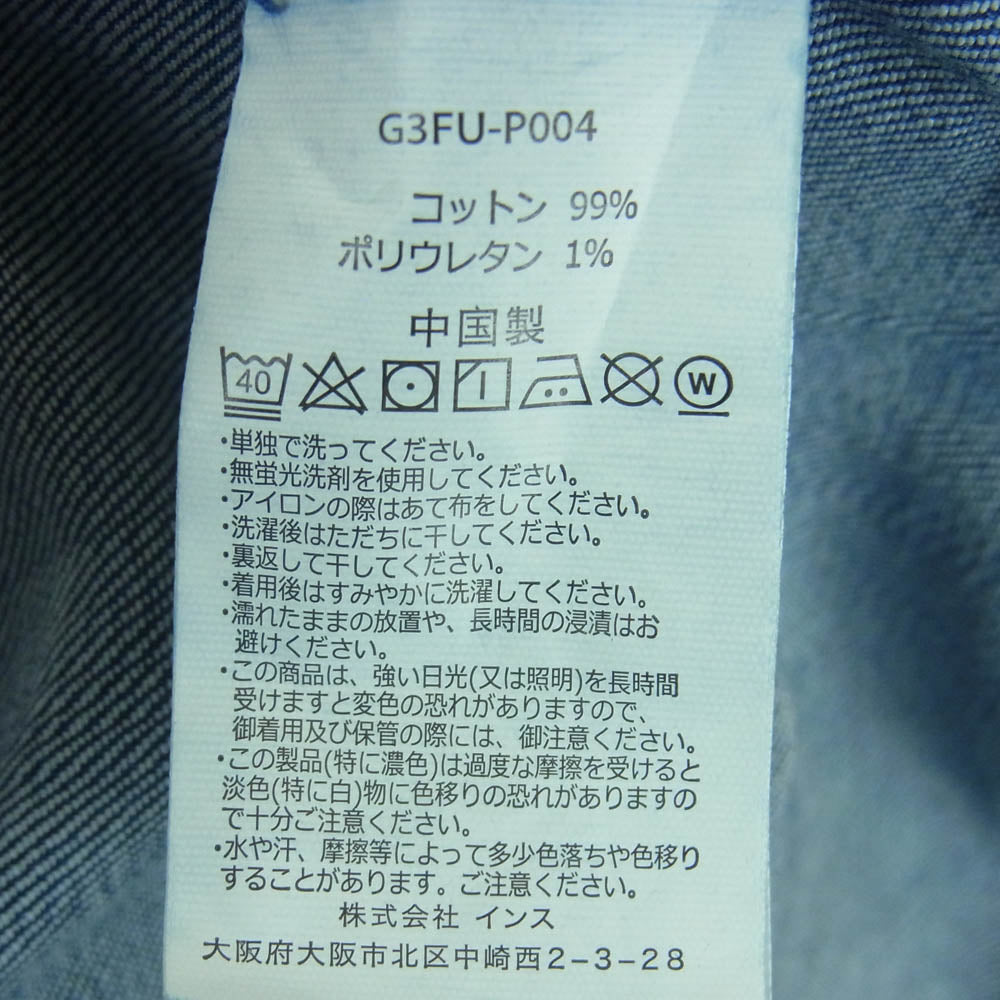 G3FU-P004
コットン 99%
ポリウレタン 1%
中国製
40 W
・単独で洗ってください。
・無蛍光洗剤を使用してください。
・アイロンの際はあて布をしてください。
・洗濯後はただちに干してください。
・裏返して干してください。
・着用後はすみやかに洗濯してください。
・濡れたままの放置や、長時間の浸漬はお
避けください。
・この商品は、強い日光(又は照明)を長時間
受けますと変色の恐れがありますので、
御着用及び保管の際には、御注意ください。
・この製品(特に濃色)は過度な摩擦を受けると
淡色(特に白)物に色移りの恐れがありますの
で十分ご注意ください。
・水や汗、摩擦等によって多少色落ちや色移り
することがあります。ご注意ください。
株式会社 インス
大阪府大阪市北区中崎西2-3-28